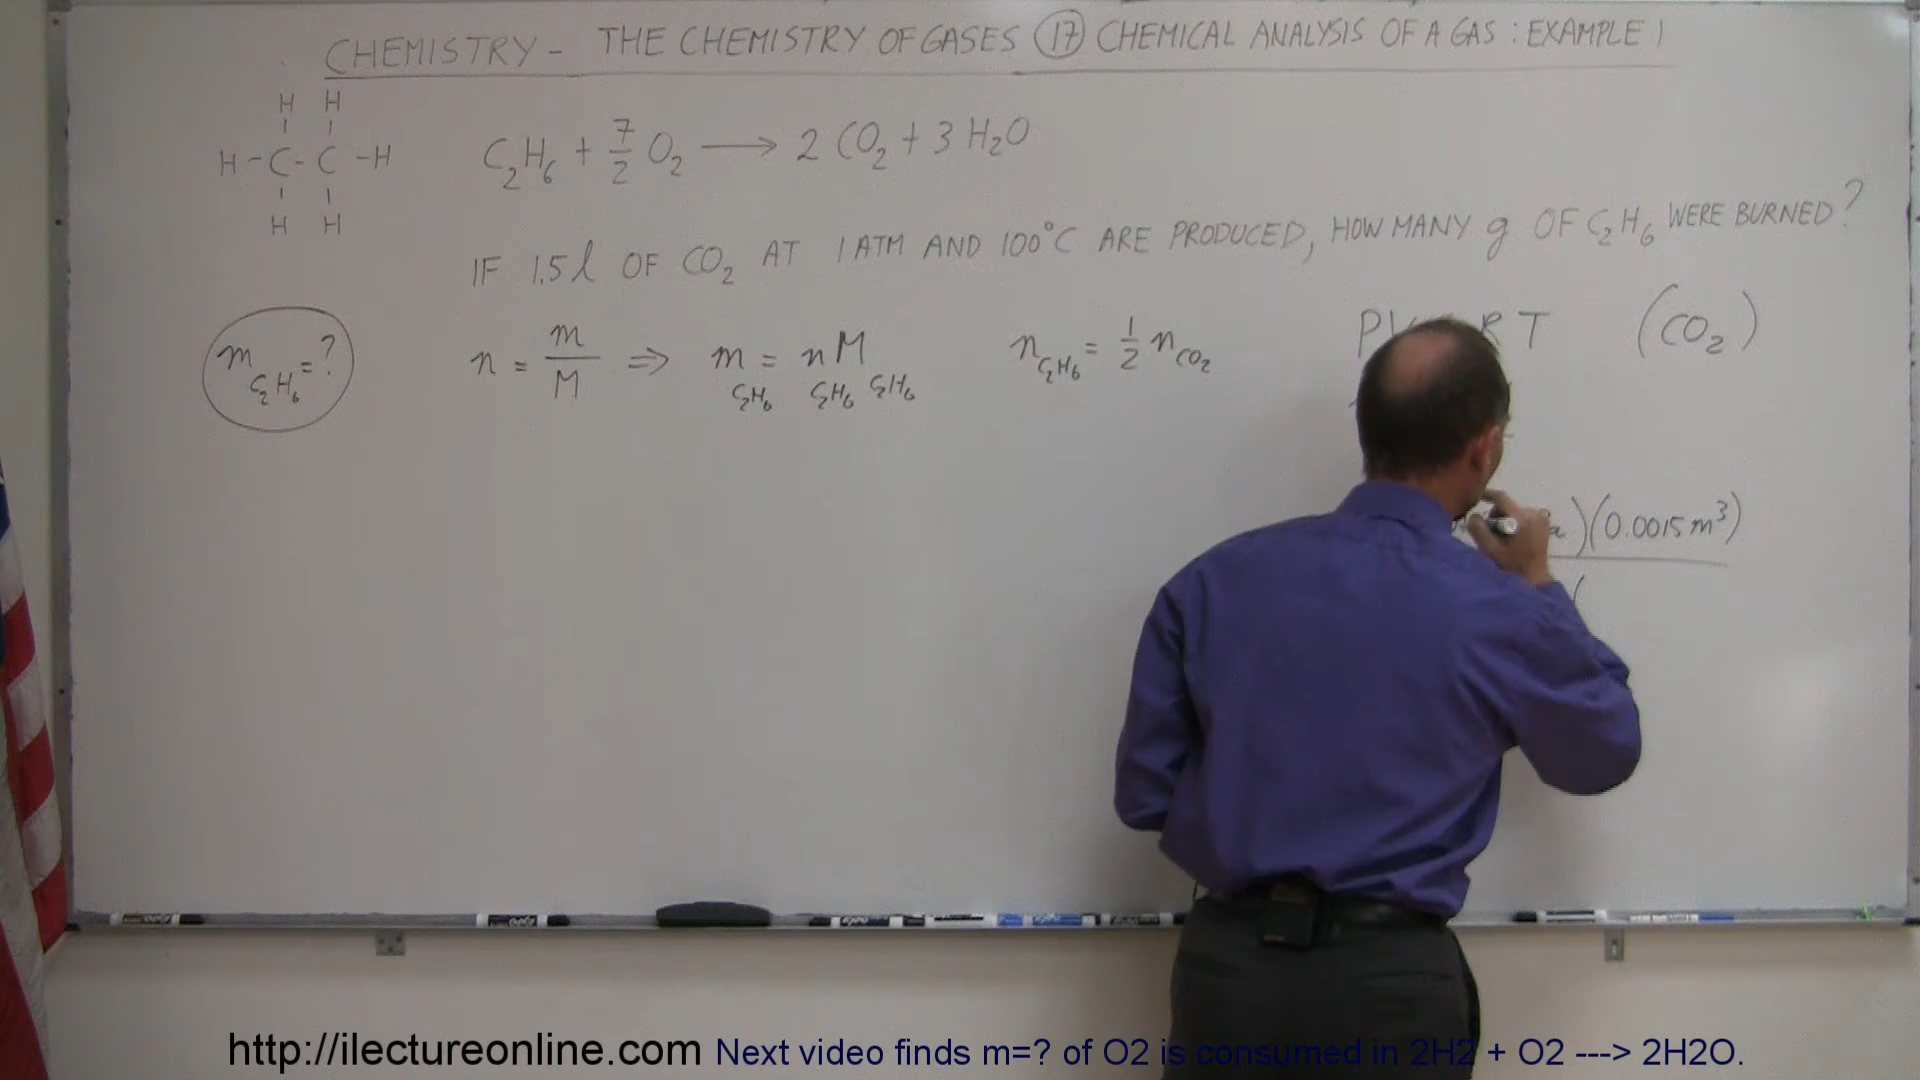 CHEMISTRY - THE CHEMISTRY OF GASES 17 CHEMICAL ANALYSIS OF A GAS : EXAMPLE 1
H H
H - C - C - H
H H
C₂H₆ + 7/2 O₂ → 2 CO₂ + 3 H₂O
IF 1.5 l OF CO₂ AT 1 ATM AND 100°C ARE PRODUCED, HOW MANY g OF C₂H₆ WERE BURNED?
m C₂H₆ = ?
n = m/M ⇒ m C₂H₆ = n C₂H₆ M C₂H₆
n C₂H₆ = 1/2 n CO₂
P R T (CO₂)
)(0.0015 m³)
http://ilectureonline.com Next video finds m=? of O2 is consumed in 2H2 + O2 ---> 2H2O.